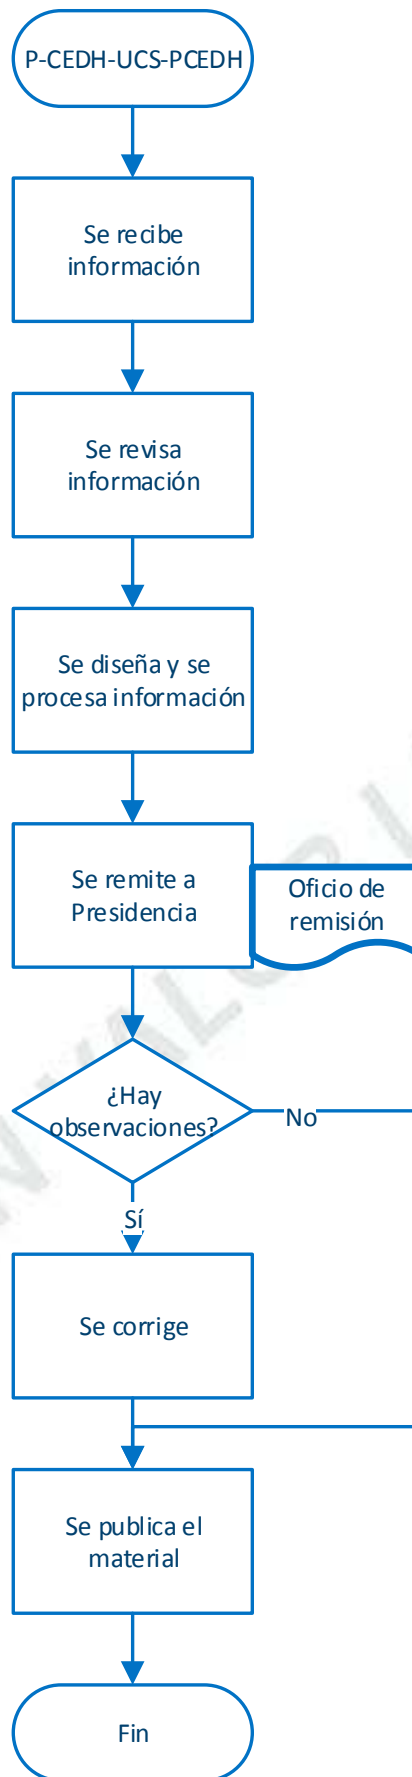 P-CEDH-UCS-PCEDH
Se recibe
información
Se revisa
información
Se diseña y se
procesa información
Se remite a
Presidencia
Oficio de
remisión
¿Hay
observaciones?
No
Sí
Se corrige
Se publica el
material
Fin